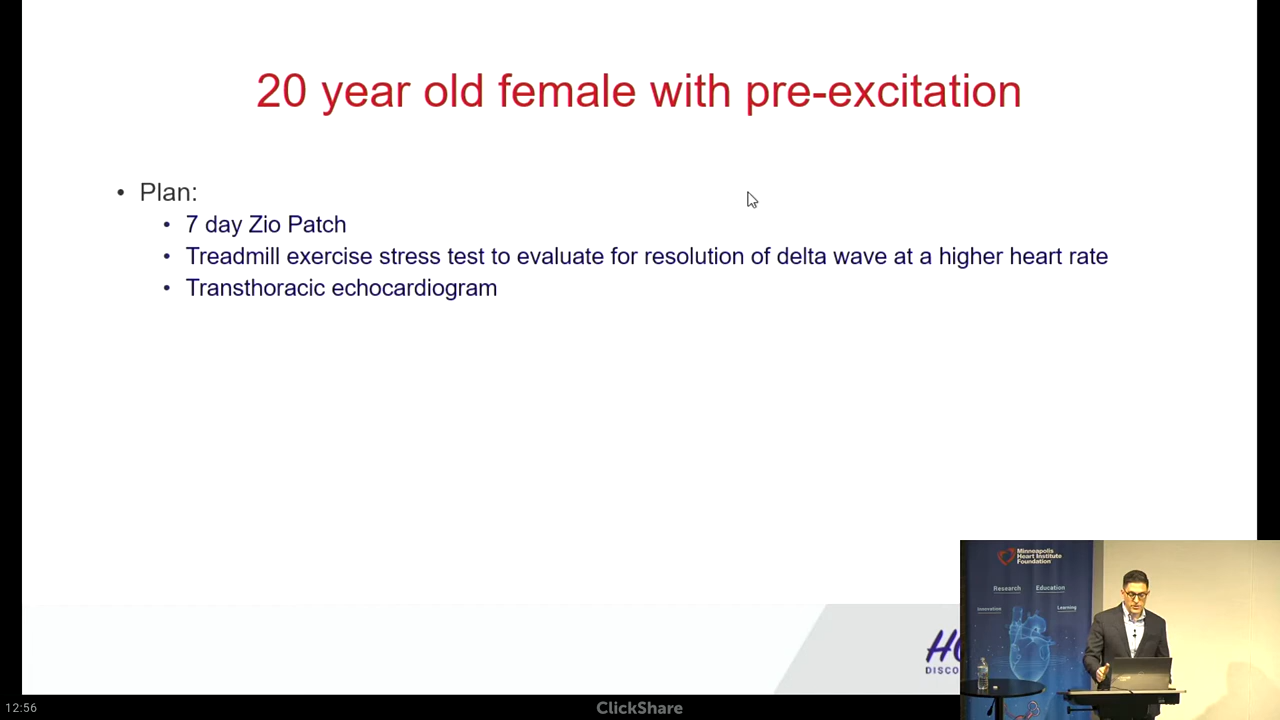 20 year old female with pre-excitation
• Plan:
• 7 day Zio Patch
• Treadmill exercise stress test to evaluate for resolution of delta wave at a higher heart rate
• Transthoracic echocardiogram
Minneapolis
Heart Institute
Foundation
Research Education
Innovation Learning
12:56
ClickShare